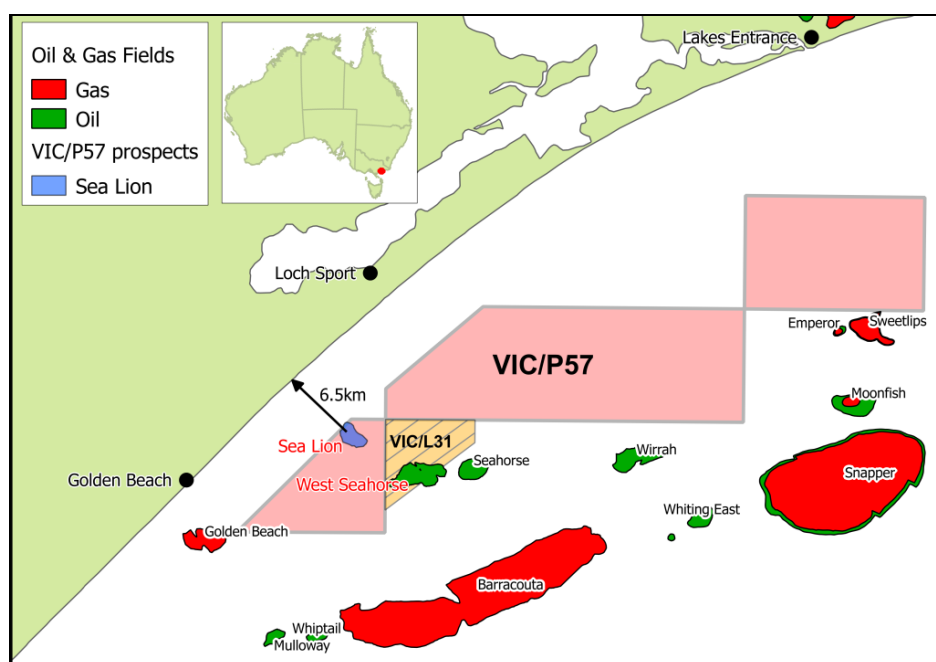 Oil & Gas Fields
Gas
Oil
VIC/P57 prospects
Sea Lion
Lakes Entrance
Loch Sport
Emperor
Sweetlips
VIC/P57
6.5km
Moonfish
Sea Lion
VIC/L31
Golden Beach
West Seahorse
Seahorse
Wirrah
Snapper
Whiting East
Golden Beach
Barracouta
Whiptail
Mulloway